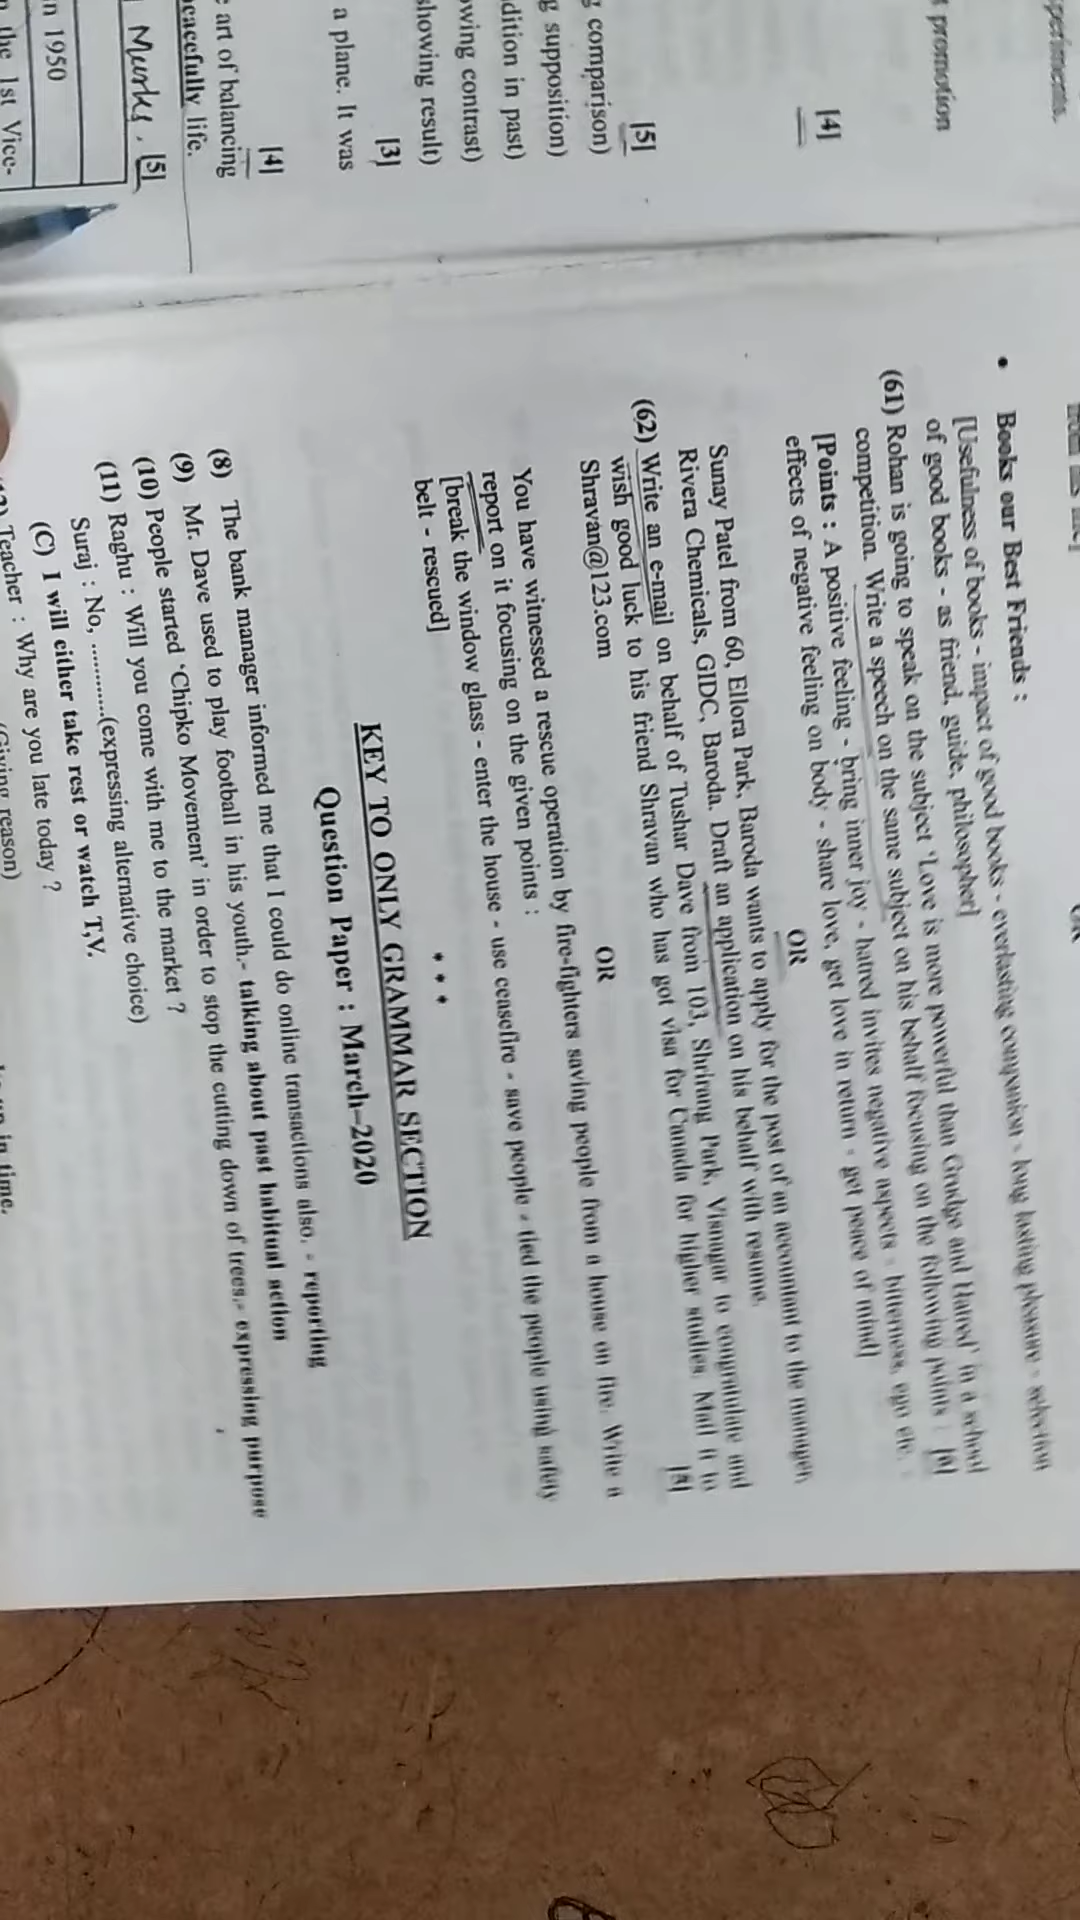 experiments.
promotion
[4]
[5]
comparison)
supposition)
dition in past)
owing contrast)
showing result)
[3]
a plane. It was
[4]
art of balancing
peacefully life.
Marks. [5]
in 1950
the 1st Vice-
OR
• Books our Best Friends :
[Usefulness of books - impact of good books - everlasting companion - long lasting pleasure - selection
of good books - as friend, guide, philosopher]
(61) Rohan is going to speak on the subject 'Love is more powerful than Grudge and Hatred' in a school
competition. Write a speech on the same subject on his behalf focusing on the following points : [6]
[Points : A positive feeling - bring inner joy - hatred invites negative aspects - bitterness, ego etc. -
effects of negative feeling on body - share love, get love in return - get peace of mind]
OR
Sunay Patel from 60, Ellora Park, Baroda wants to apply for the post of an accountant to the manager,
Rivera Chemicals, GIDC, Baroda. Draft an application on his behalf with resume.
(62) Write an e-mail on behalf of Tushar Dave from 103, Shrirang Park, Visnagar to congratulate and
wish good luck to his friend Shravan who has got visa for Canada for higher studies. Mail it to
Shravan@123.com [5]
OR
You have witnessed a rescue operation by fire-fighters saving people from a house on fire. Write a
report on it focusing on the given points :
[break the window glass - enter the house - use ceasefire - save people - tied the people using safety
belt - rescued]
* * *
KEY TO ONLY GRAMMAR SECTION
Question Paper : March-2020
(8) The bank manager informed me that I could do online transactions also. - reporting
(9) Mr. Dave used to play football in his youth.- talking about past habitual action
(10) People started 'Chipko Movement' in order to stop the cutting down of trees.- expressing purpose
(11) Raghu : Will you come with me to the market ?
Suraj : No, ............(expressing alternative choice)
(C) I will either take rest or watch T,V.
Teacher : Why are you late today ?
(Giving reason)
in time.